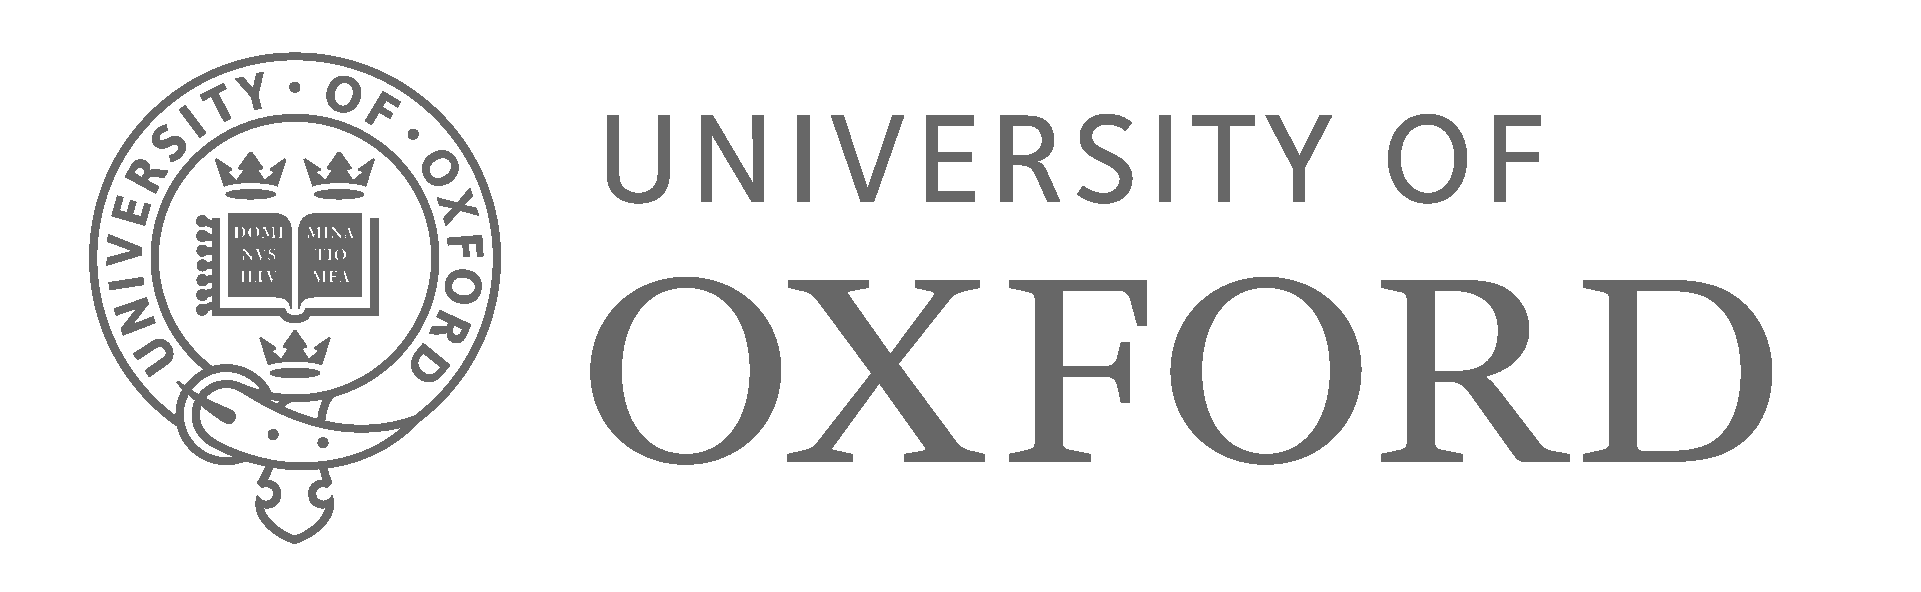 UNIVERSITY · OF · OXFORD
DOMI
NVS
ILLV
MINA
TIO
MEA
UNIVERSITY OF
OXFORD